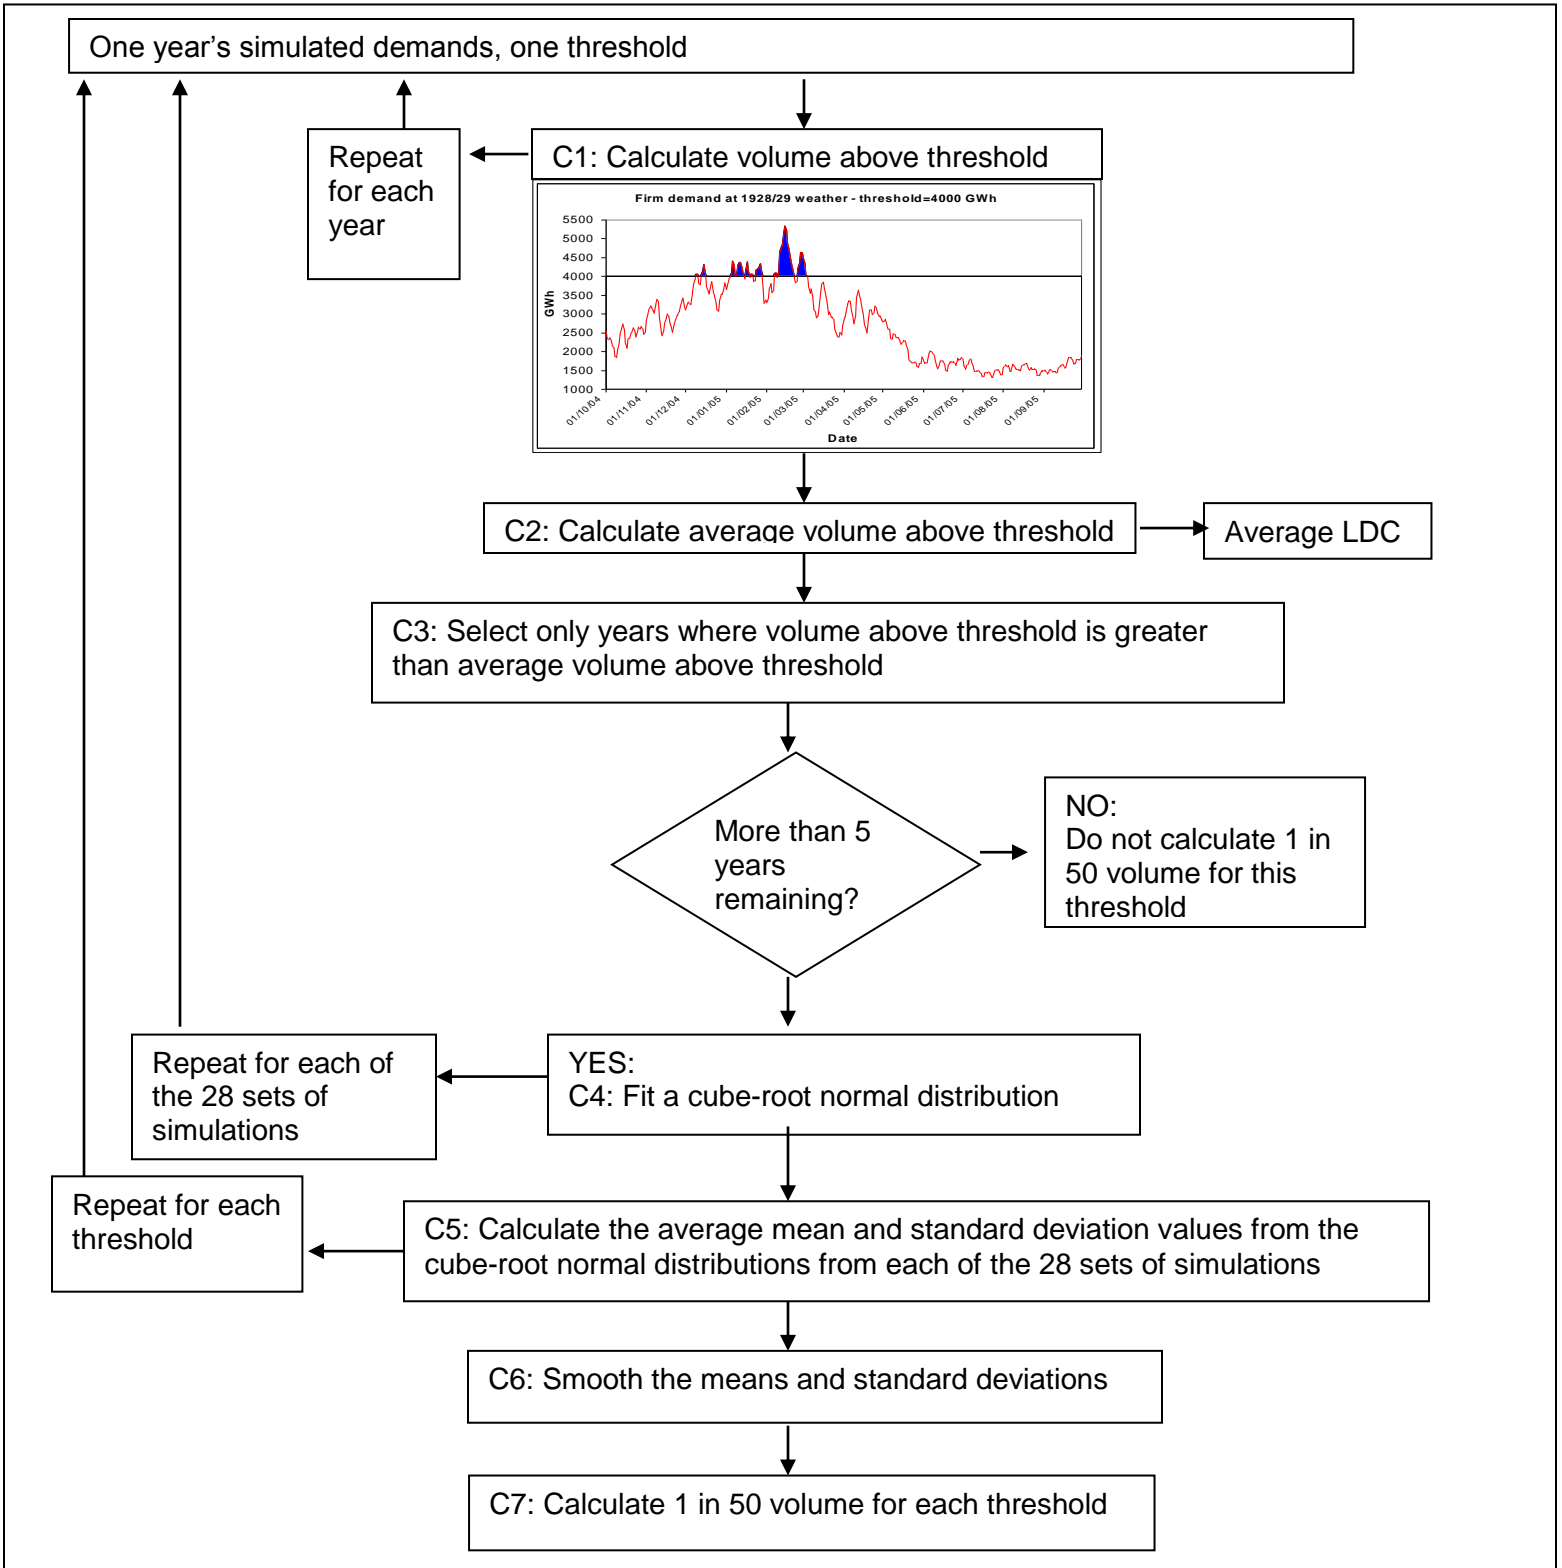 One year’s simulated demands, one threshold
Repeat
for each
year
C1: Calculate volume above threshold
Firm demand at 1928/29 weather - threshold=4000 GWh
5500
5000
4500
4000
3500
3000
2500
2000
1500
1000
GWh
01/10/04
01/11/04
01/12/04
01/01/05
01/02/05
01/03/05
01/04/05
01/05/05
01/06/05
01/07/05
01/08/05
01/09/05
Date
C2: Calculate average volume above threshold
Average LDC
C3: Select only years where volume above threshold is greater
than average volume above threshold
More than 5
years
remaining?
NO:
Do not calculate 1 in
50 volume for this
threshold
Repeat for each of
the 28 sets of
simulations
YES:
C4: Fit a cube-root normal distribution
Repeat for each
threshold
C5: Calculate the average mean and standard deviation values from the
cube-root normal distributions from each of the 28 sets of simulations
C6: Smooth the means and standard deviations
C7: Calculate 1 in 50 volume for each threshold